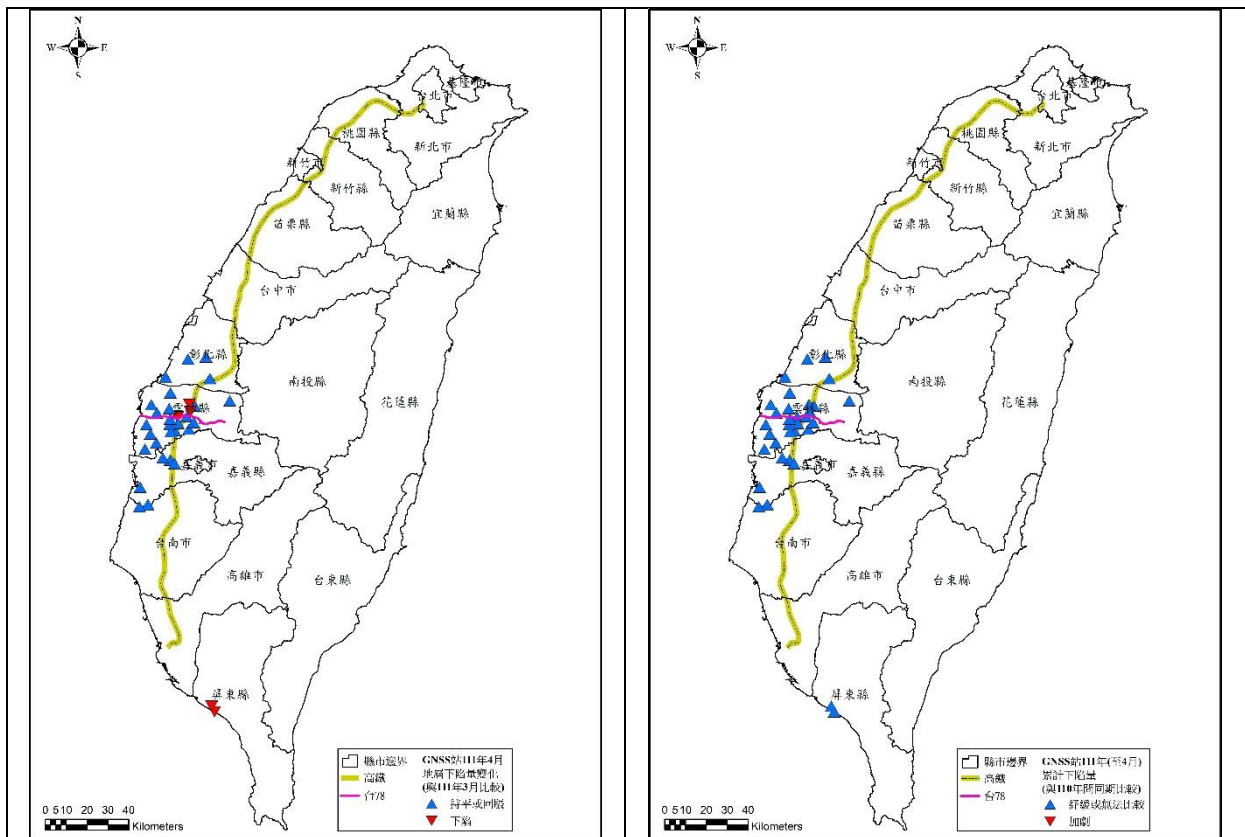 N
W E
S
基隆市
台北市
桃園縣
新北市
新竹市
新竹縣
宜蘭縣
苗栗縣
台中市
彰化縣
南投縣
花蓮縣
雲林縣
嘉義市
嘉義縣
台南市
高雄市
台東縣
屏東縣
縣市邊界
高鐵
台78
GNSS站111年4月
地層下陷量變化
(與111年3月比較)
持平或回脹
下陷
0 5 10 20 30 40
Kilometers
N
W E
S
基隆市
台北市
桃園縣
新北市
新竹市
新竹縣
宜蘭縣
苗栗縣
台中市
彰化縣
南投縣
花蓮縣
雲林縣
嘉義市
嘉義縣
台南市
高雄市
台東縣
屏東縣
縣市邊界
高鐵
台78
GNSS站111年(至4月)
累計下陷量
(與110年間同期比較)
紓緩或無法比較
加劇
0 5 10 20 30 40
Kilometers